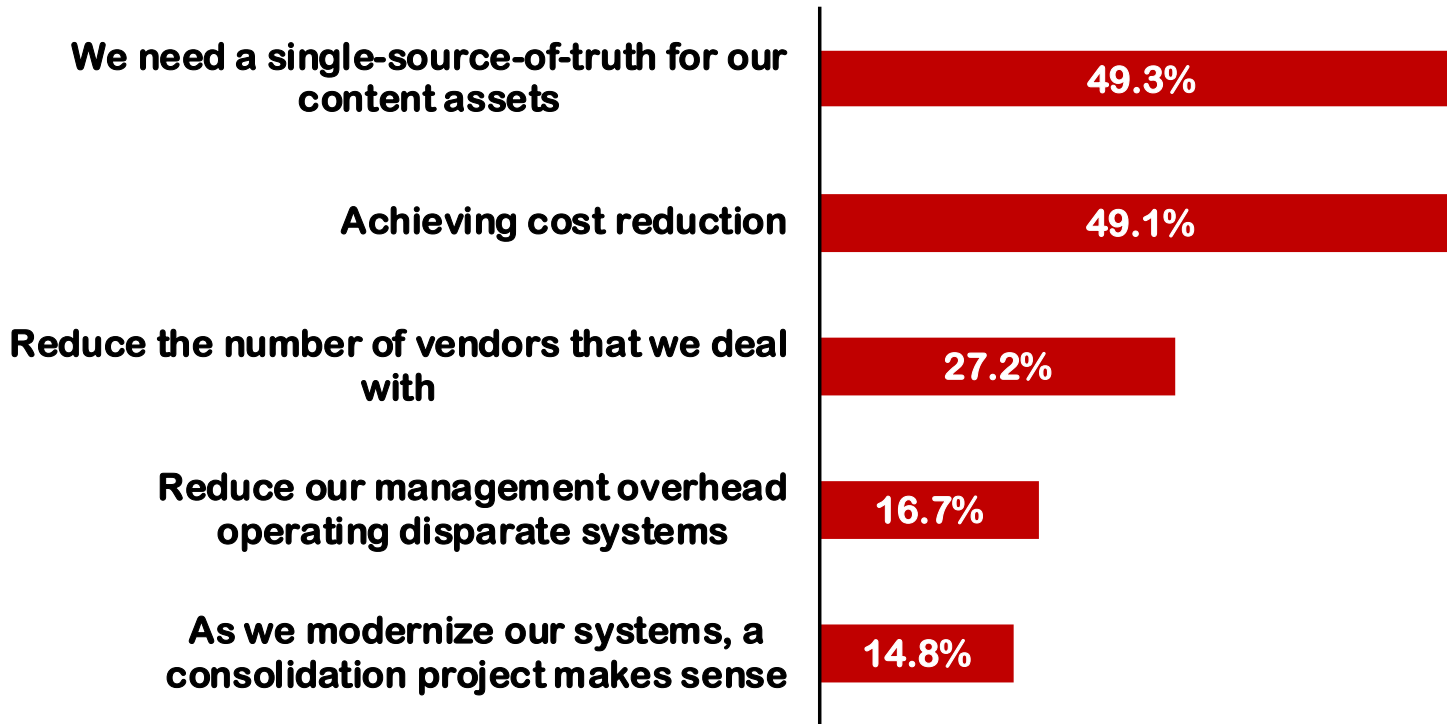 We need a single-source-of-truth for our
content assets
49.3%
Achieving cost reduction
49.1%
Reduce the number of vendors that we deal
with
27.2%
Reduce our management overhead
operating disparate systems
16.7%
As we modernize our systems, a
consolidation project makes sense
14.8%